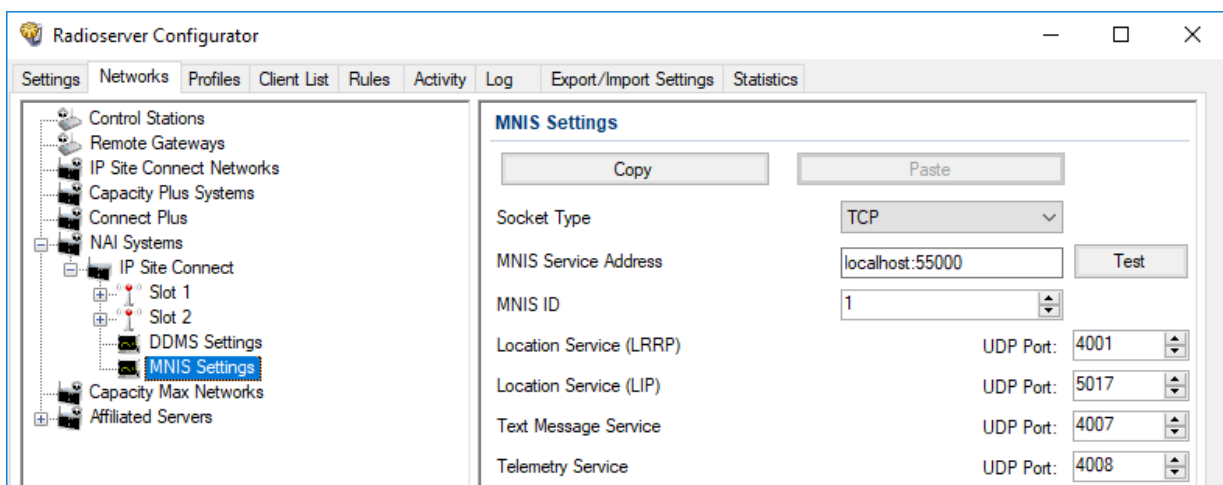 Radioserver Configurator
Settings Networks Profiles Client List Rules Activity Log Export/Import Settings Statistics
Control Stations
Remote Gateways
IP Site Connect Networks
Capacity Plus Systems
Connect Plus
NAI Systems
IP Site Connect
Slot 1
Slot 2
DDMS Settings
MNIS Settings
Capacity Max Networks
Affiliated Servers
MNIS Settings
Copy Paste
Socket Type TCP
MNIS Service Address localhost:55000 Test
MNIS ID 1
Location Service (LRRP) UDP Port: 4001
Location Service (LIP) UDP Port: 5017
Text Message Service UDP Port: 4007
Telemetry Service UDP Port: 4008